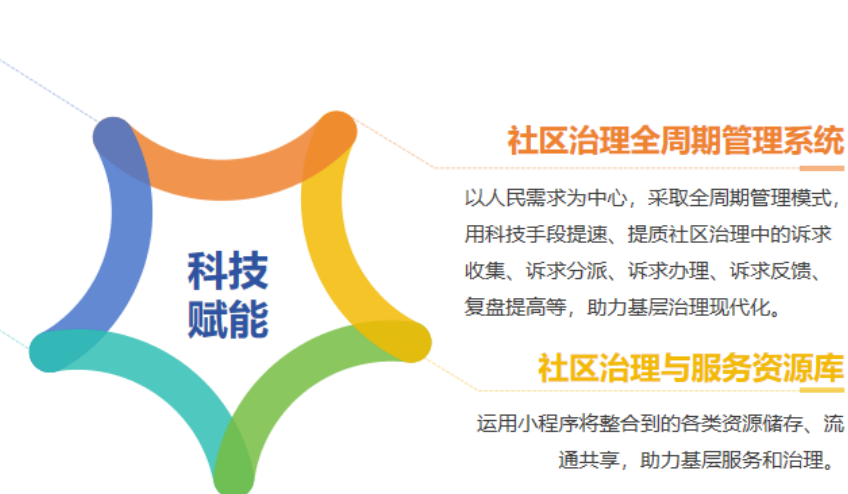 科技
赋能
社区治理全周期管理系统
以人民需求为中心，采取全周期管理模式，
用科技手段提速、提质社区治理中的诉求
收集、诉求分派、诉求办理、诉求反馈、
复盘提高等，助力基层治理现代化。
社区治理与服务资源库
运用小程序将整合到的各类资源储存、流
通共享，助力基层服务和治理。